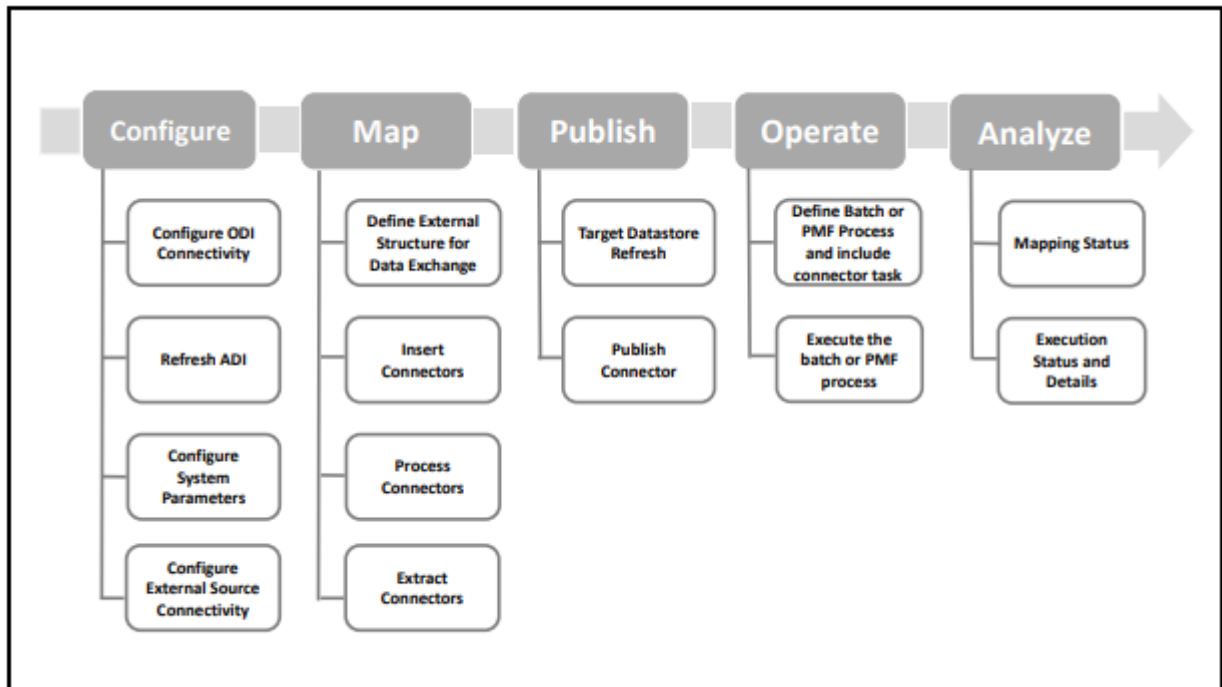 Configure
Map
Publish
Operate
Analyze
Configure ODI
Connectivity
Refresh ADI
Configure
System
Parameters
Configure
External Source
Connectivity
Define External
Structure for
Data Exchange
Insert
Connectors
Process
Connectors
Extract
Connectors
Target Datastore
Refresh
Publish
Connector
Define Batch or
PMF Process
and include
connector task
Execute the
batch or PMF
process
Mapping Status
Execution
Status and
Details